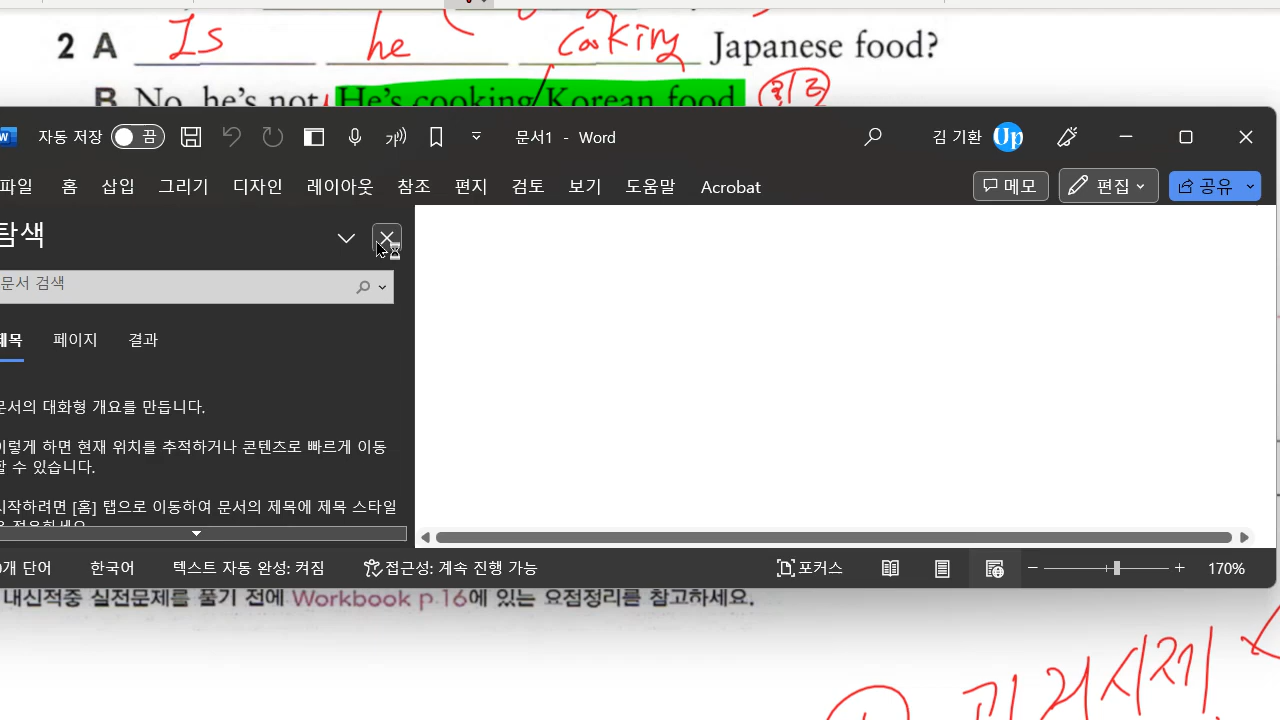 2 A Is he cooking Japanese food?
B No, he's not. He's cooking Korean food
자동 저장 끔 문서1 - Word 김 기환 Up
파일 홈 삽입 그리기 디자인 레이아웃 참조 편지 검토 보기 도움말 Acrobat 메모 편집 공유
탐색
문서 검색
제목 페이지 결과
문서의 대화형 개요를 만듭니다.
이렇게 하면 현재 위치를 추적하거나 콘텐츠로 빠르게 이동
할 수 있습니다.
시작하려면 [홈] 탭으로 이동하여 문서의 제목에 제목 스타일
0개 단어 한국어 텍스트 자동 완성: 켜짐 접근성: 계속 진행 가능 포커스 170%
내신적중 실전문제를 풀기 전에 Workbook p.16에 있는 요점정리를 참고하세요.
과거시제